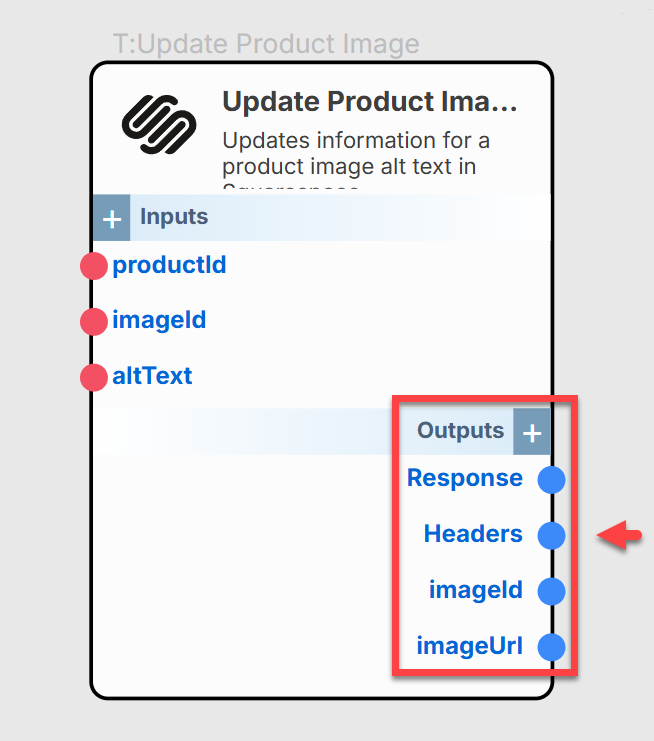 T:Update Product Image
Update Product Ima...
Updates information for a
product image alt text in
Squarespace
+ Inputs
productId
imageId
altText
Outputs +
Response
Headers
imageId
imageUrl